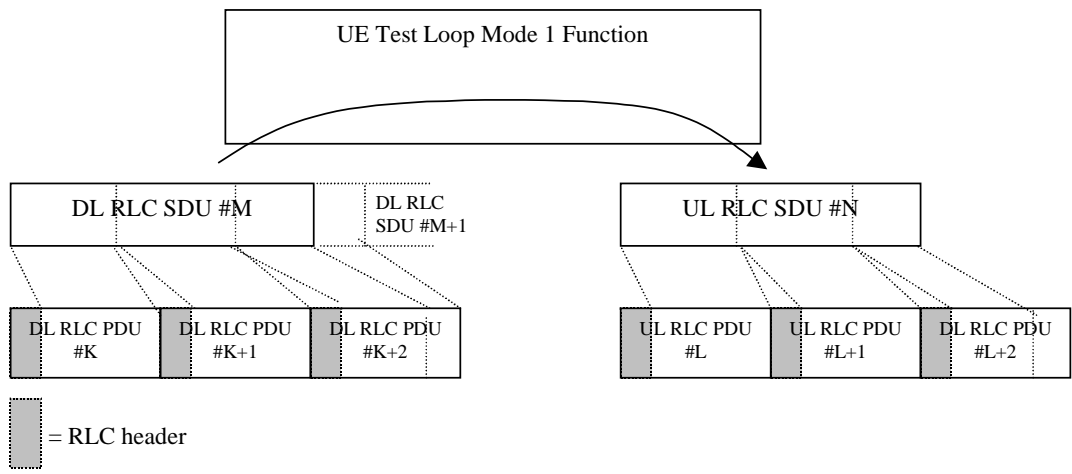 UE Test Loop Mode 1 Function
DL RLC SDU #M
DL RLC
SDU #M+1
UL RLC SDU #N
DL RLC PDU
#K
DL RLC PDU
#K+1
DL RLC PDU
#K+2
UL RLC PDU
#L
UL RLC PDU
#L+1
DL RLC PDU
#L+2
= RLC header